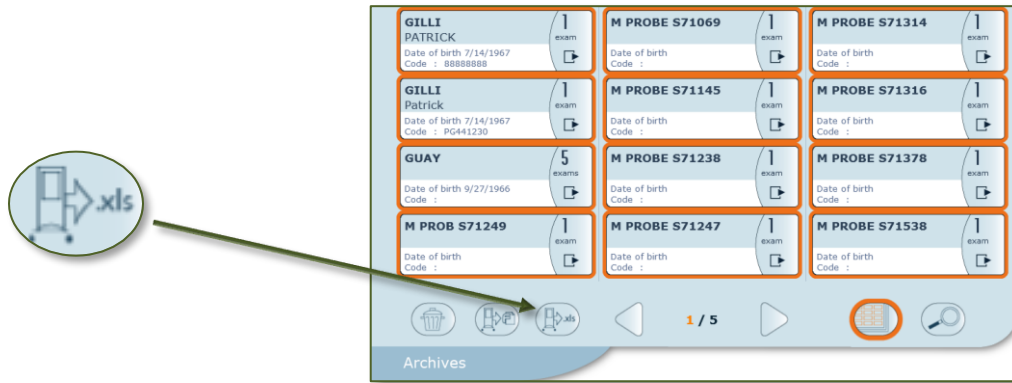 .xls
GILLI
PATRICK
1
exam
Date of birth 7/14/1967
Code : 88888888
M PROBE S71069
1
exam
Date of birth
Code :
M PROBE S71314
1
exam
Date of birth
Code :
GILLI
Patrick
1
exam
Date of birth 7/14/1967
Code : PG441230
M PROBE S71145
1
exam
Date of birth
Code :
M PROBE S71316
1
exam
Date of birth
Code :
GUAY
5
exams
Date of birth 9/27/1966
Code :
M PROBE S71238
1
exam
Date of birth
Code :
M PROBE S71378
1
exam
Date of birth
Code :
M PROB S71249
1
exam
Date of birth
Code :
M PROBE S71247
1
exam
Date of birth
Code :
M PROBE S71538
1
exam
Date of birth
Code :
.xls
1 / 5
Archives